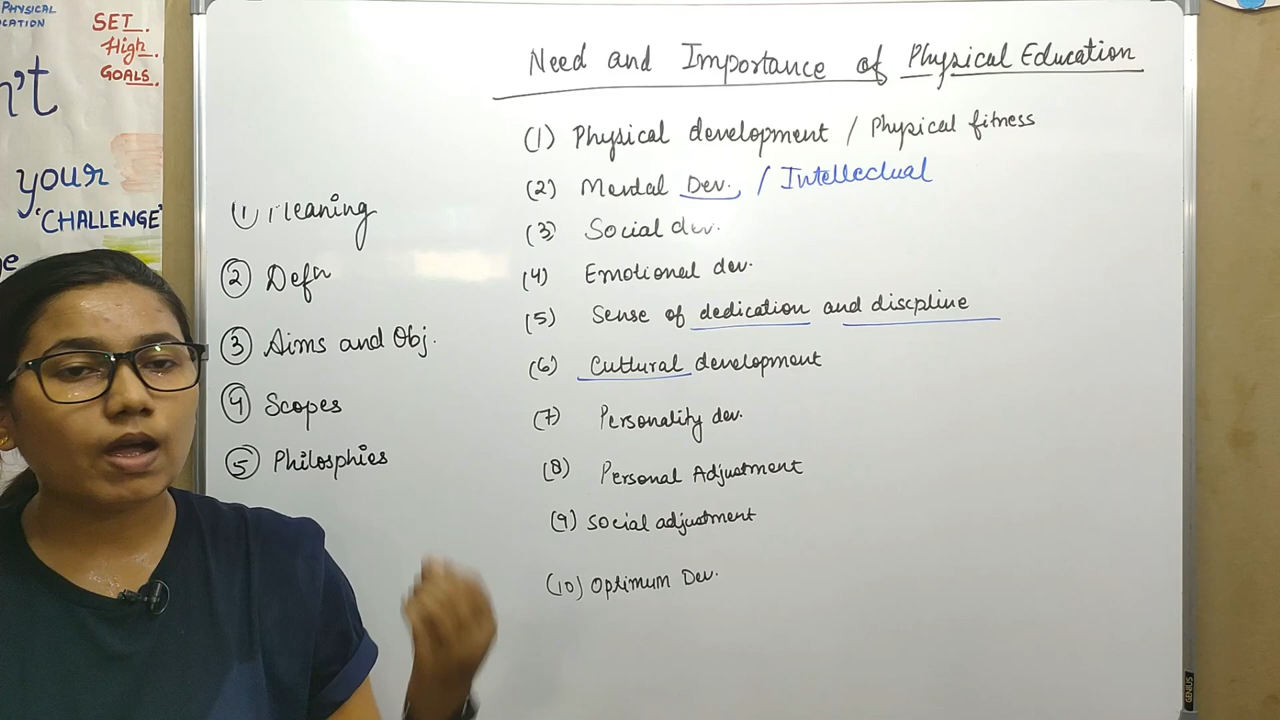 PHYSICAL
CATION
SET
High
GOALS.
n't
your
'CHALLENGE'
e
Need and Importance of Physical Education
(1) Physical development / Physical fitness
(2) Mental Dev. / Intellectual
(3) Social dev.
(4) Emotional dev.
(5) Sense of dedication and discpline
(6) Cultural development
(7) Personality dev.
(8) Personal Adjustment
(9) Social adjustment
(10) Optimum Dev.
(1) Meaning
(2) Defn
(3) Aims and Obj.
(4) Scopes
(5) Philosphies
GENIUS